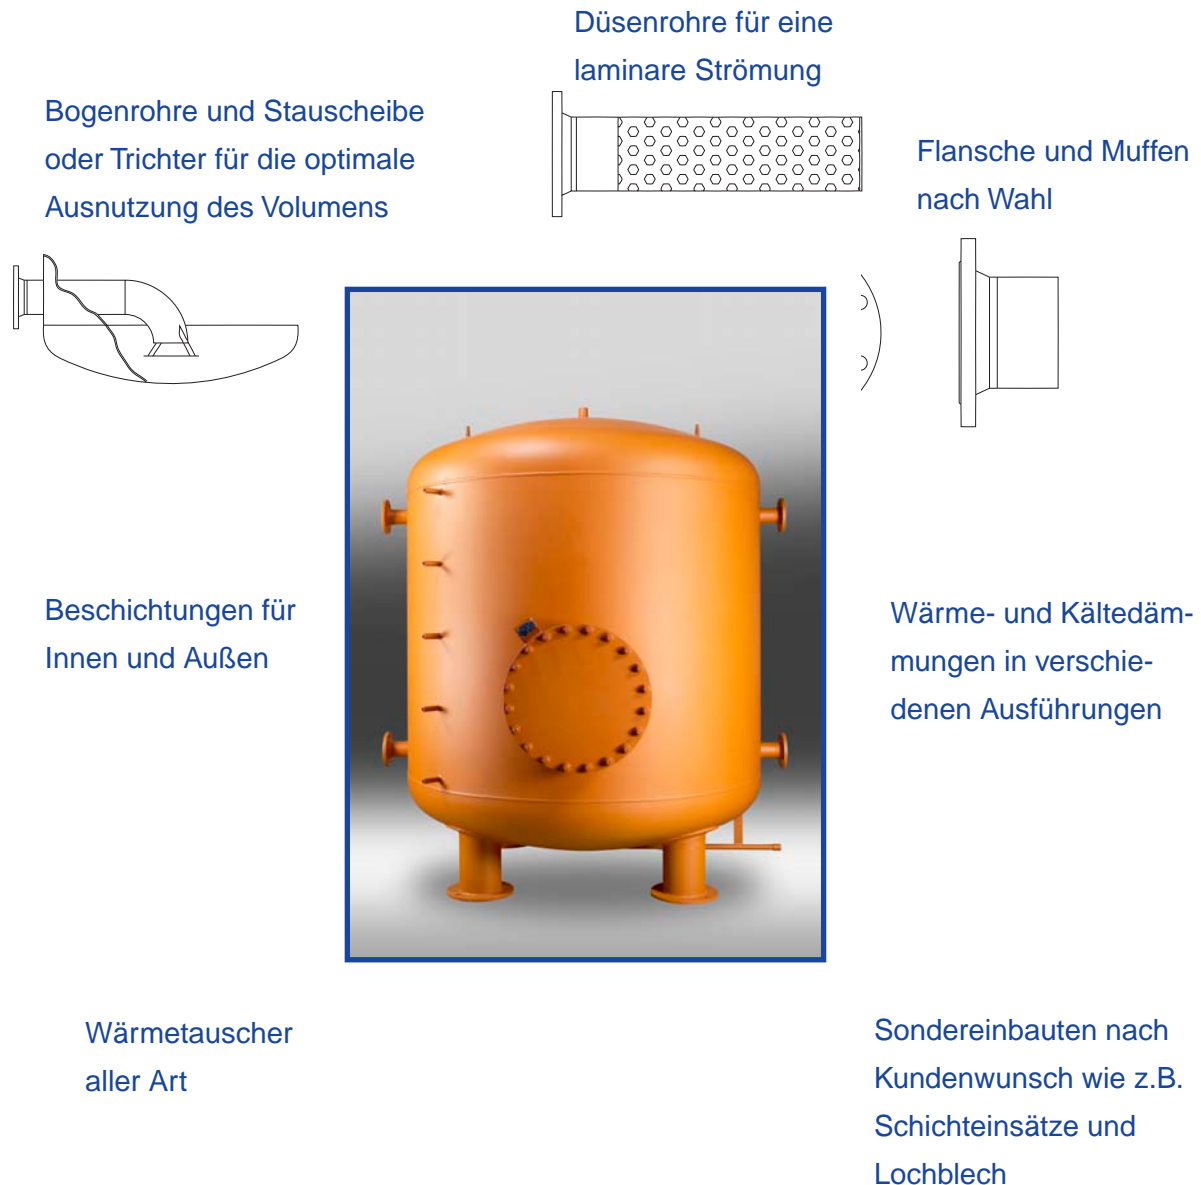 Düsenrohre für eine
laminare Strömung
Bogenrohre und Stauscheibe
oder Trichter für die optimale
Ausnutzung des Volumens
Flansche und Muffen
nach Wahl
Beschichtungen für
Innen und Außen
Wärme- und Kältedäm-
mungen in verschie-
denen Ausführungen
Wärmetauscher
aller Art
Sondereinbauten nach
Kundenwunsch wie z.B.
Schichteinsätze und
Lochblech